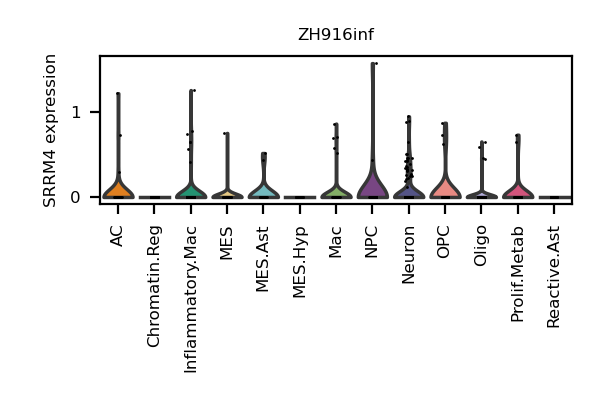 ZH916inf
SRRM4 expression
1
0
AC
Chromatin.Reg
Inflammatory.Mac
MES
MES.Ast
MES.Hyp
Mac
NPC
Neuron
OPC
Oligo
Prolif.Metab
Reactive.Ast